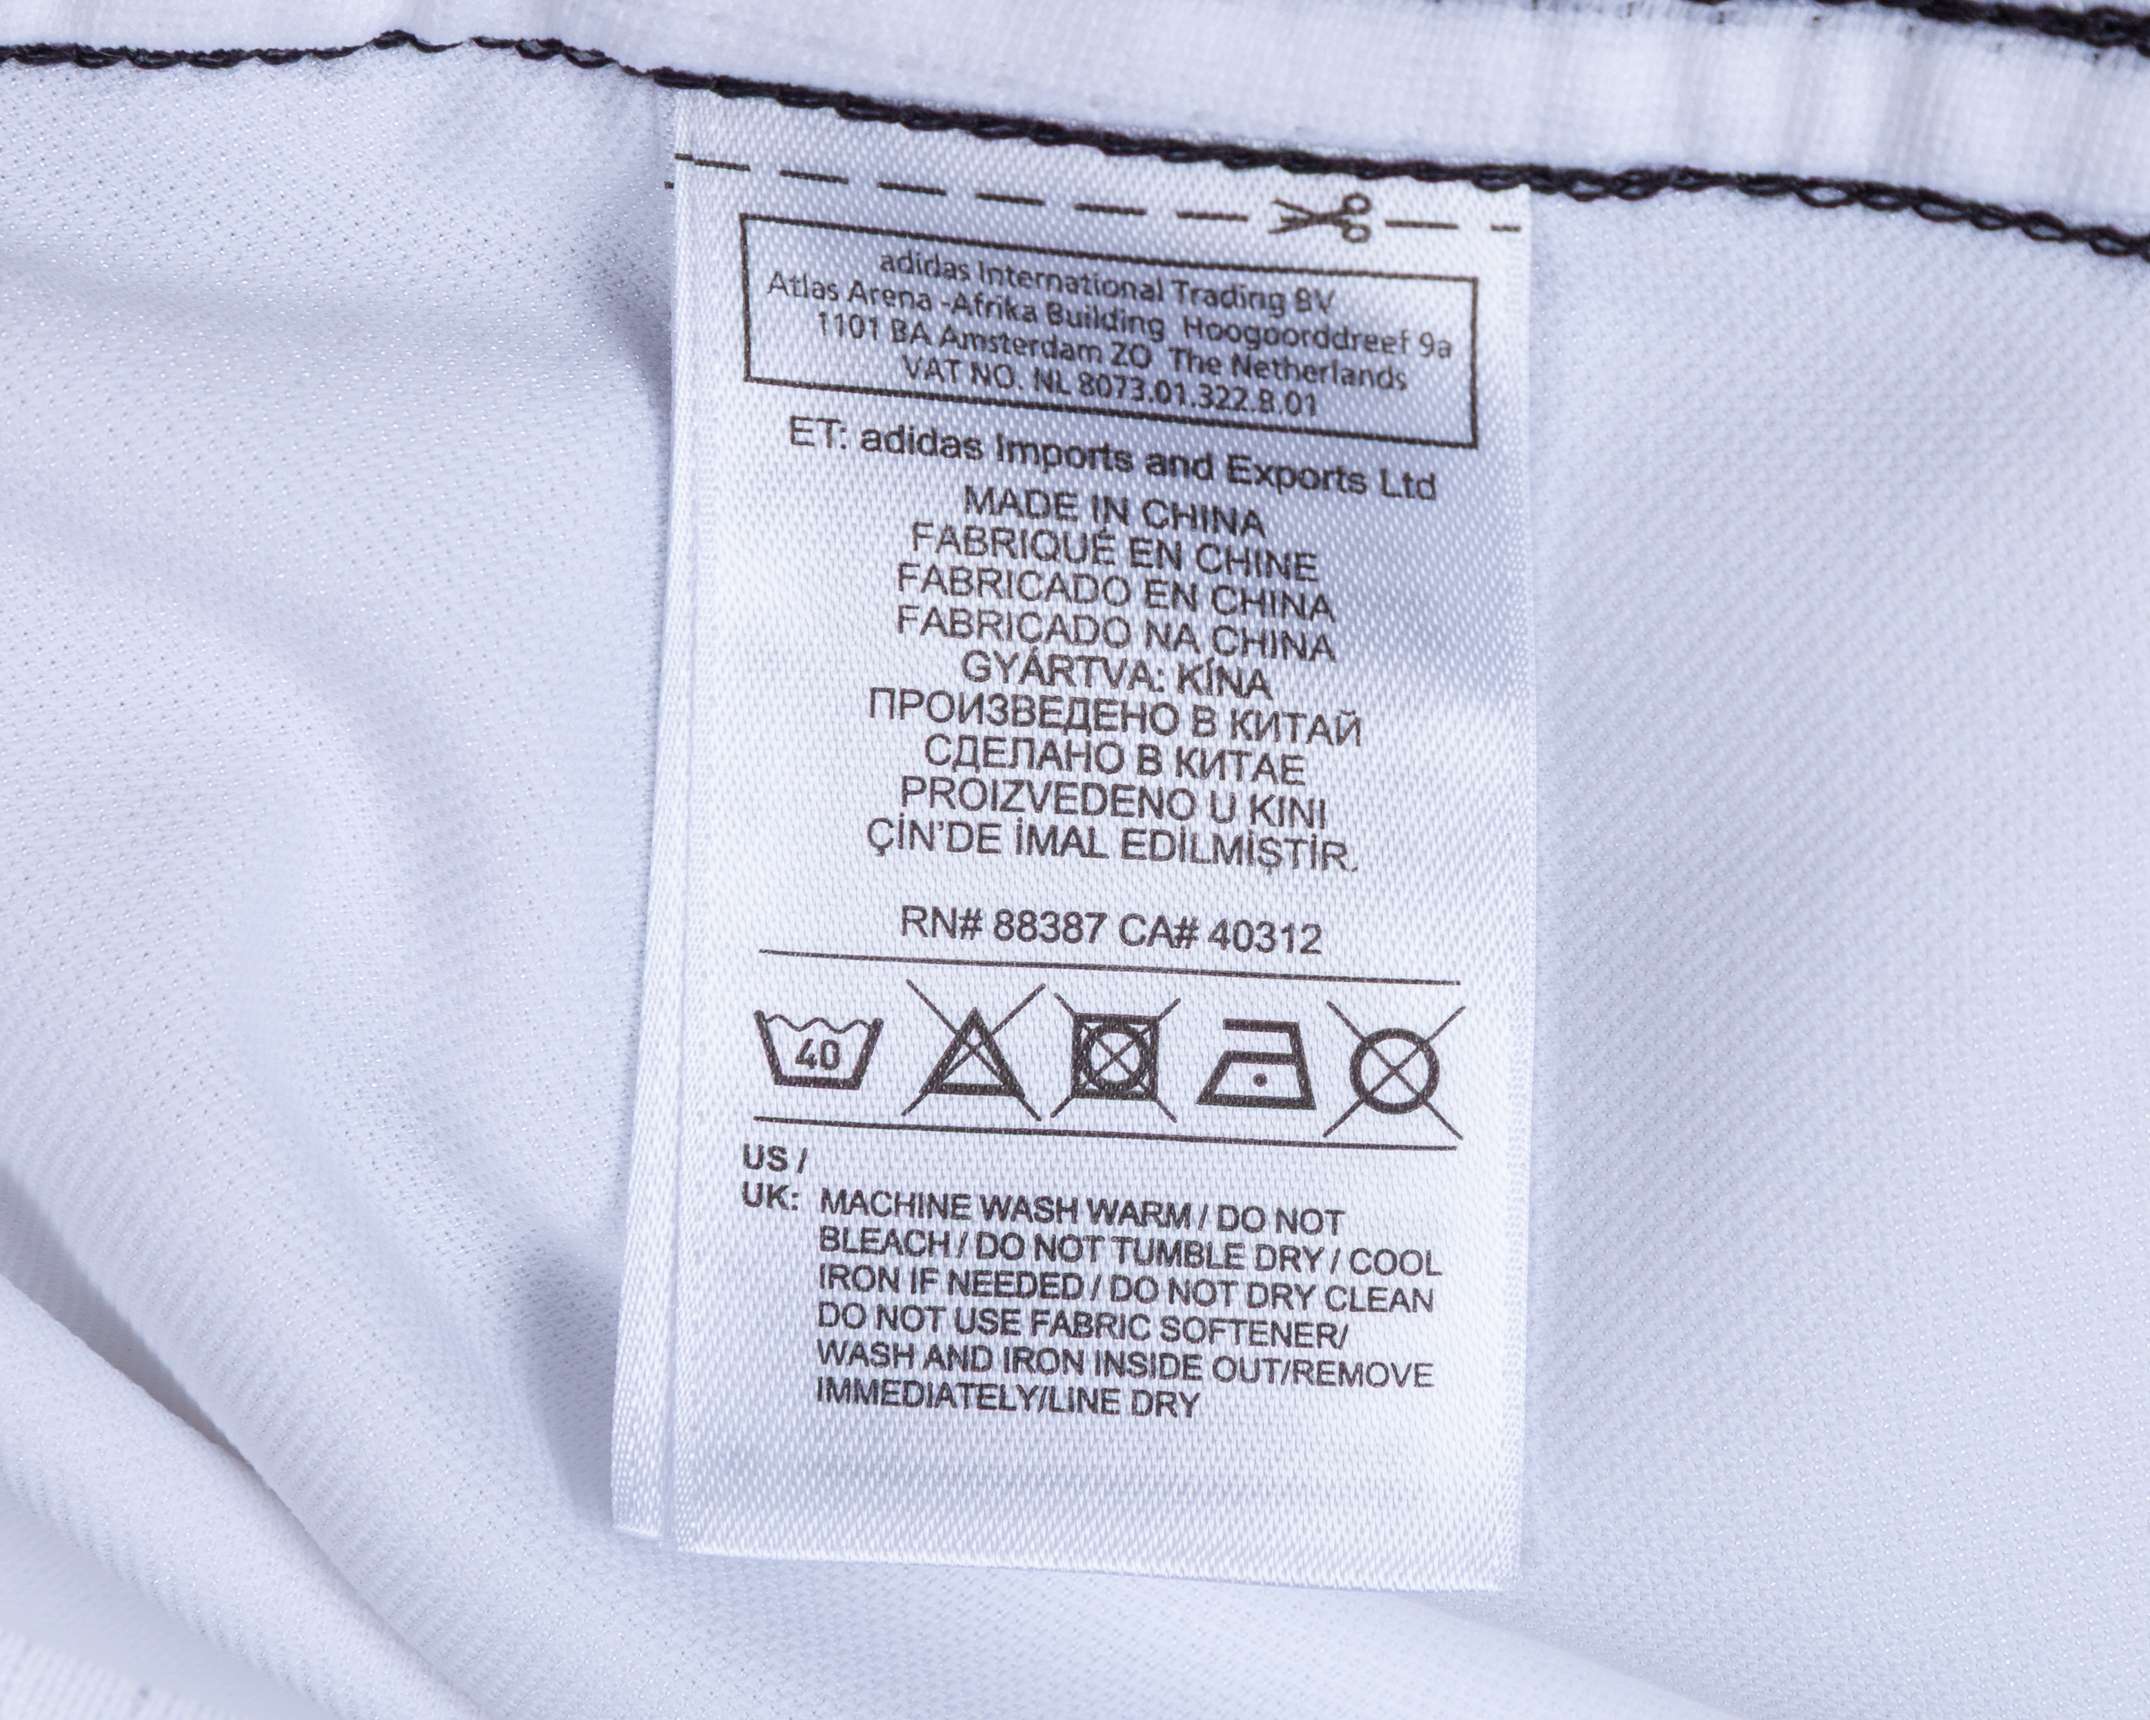 adidas International Trading BV
Atlas Arena -Afrika Building Hoogoorddreef 9a
1101 BA Amsterdam ZO The Netherlands
VAT NO. NL 8073.01.322.B.01
ET: adidas Imports and Exports Ltd
MADE IN CHINA
FABRIQUÉ EN CHINE
FABRICADO EN CHINA
FABRICADO NA CHINA
GYÁRTVA: KÍNA
ПРОИЗВЕДЕНО В КИТАЙ
СДЕЛАНО В КИТАЕ
PROIZVEDENO U KINI
ÇİN'DE İMAL EDİLMİŞTİR.
RN# 88387 CA# 40312
40
US /
UK: MACHINE WASH WARM / DO NOT
BLEACH / DO NOT TUMBLE DRY / COOL
IRON IF NEEDED / DO NOT DRY CLEAN
DO NOT USE FABRIC SOFTENER/
WASH AND IRON INSIDE OUT/REMOVE
IMMEDIATELY/LINE DRY